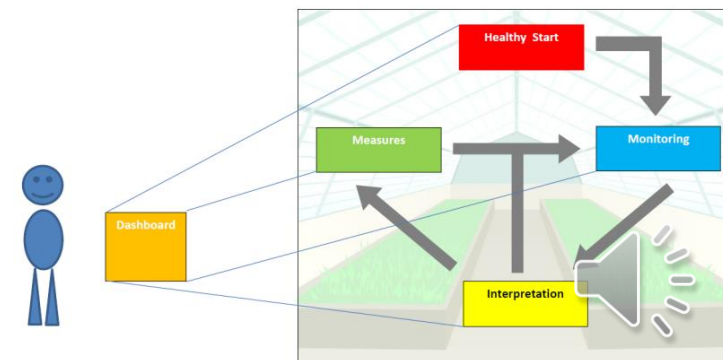 Healthy Start
Measures
Monitoring
Dashboard
Interpretation